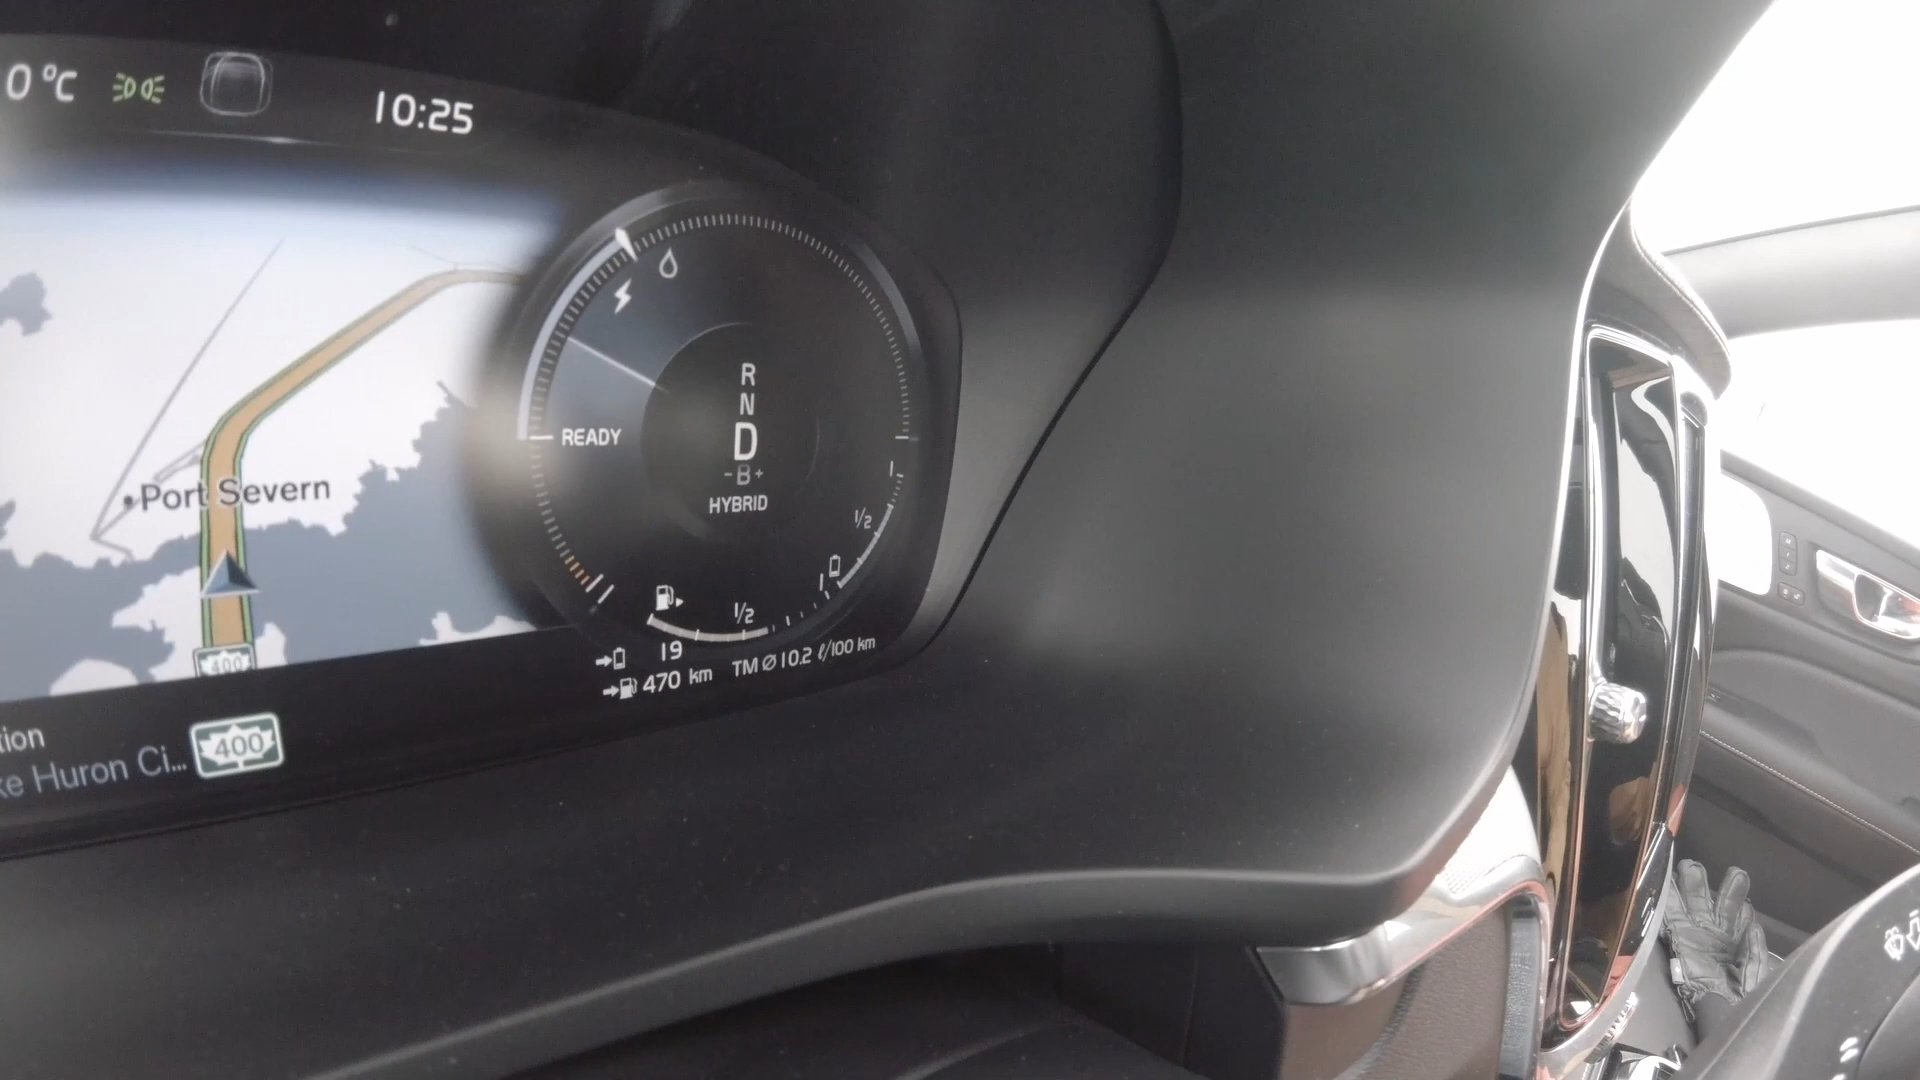 0°C 10:25
R
N
READY D
-B+
HYBRID
Port Severn
1/2
1
1/2
400
19
470 km TM Ø 10.2 ℓ/100 km
tion
ke Huron Ci... 400